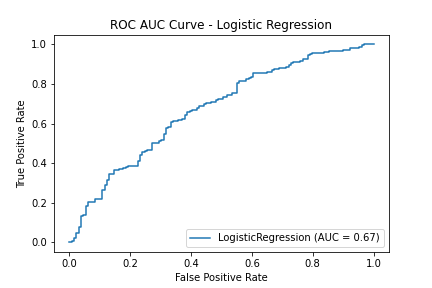 ROC AUC Curve - Logistic Regression
1.0
0.8
0.6
0.4
0.2
0.0
True Positive Rate
LogisticRegression (AUC = 0.67)
0.0 0.2 0.4 0.6 0.8 1.0
False Positive Rate